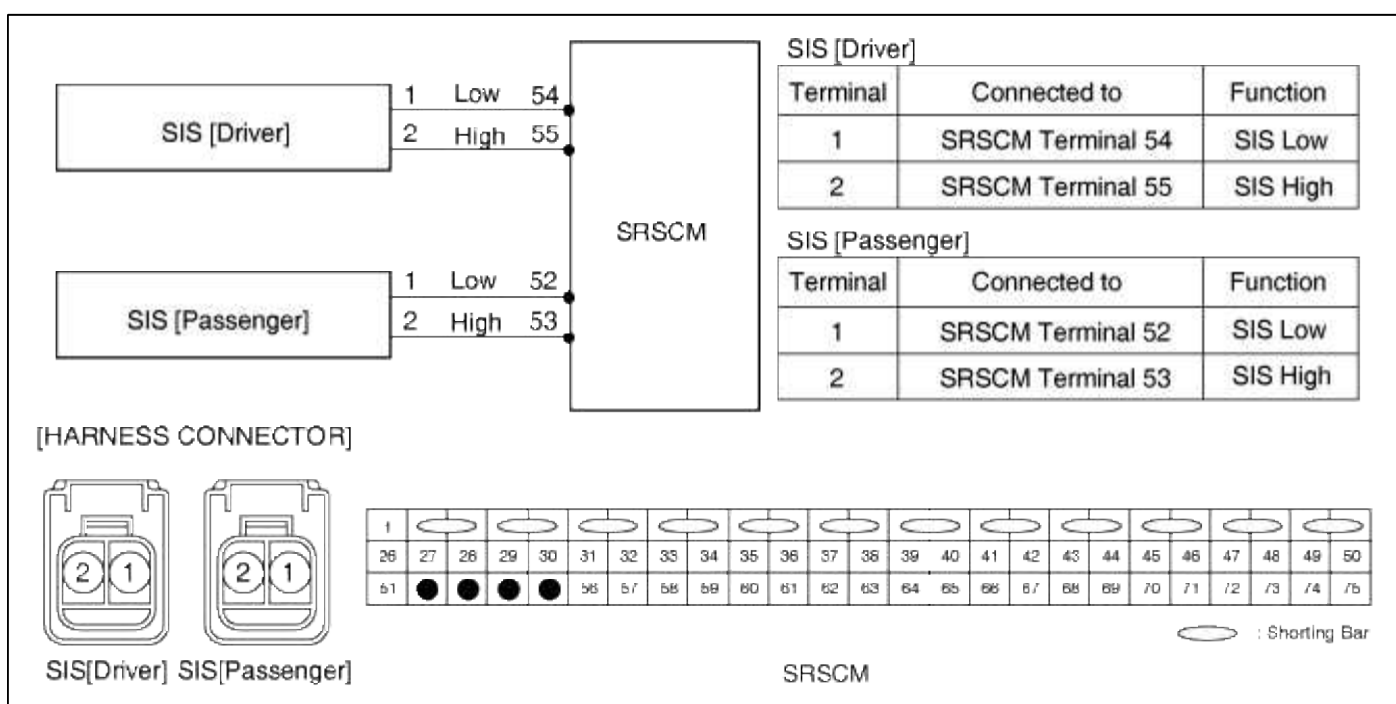 SIS [Driver]
1 Low 54
2 High 55
SIS [Passenger]
1 Low 52
2 High 53
SRSCM
SIS [Driver]
Terminal Connected to Function
1 SRSCM Terminal 54 SIS Low
2 SRSCM Terminal 55 SIS High
SIS [Passenger]
Terminal Connected to Function
1 SRSCM Terminal 52 SIS Low
2 SRSCM Terminal 53 SIS High
[HARNESS CONNECTOR]
2 1
SIS[Driver]
2 1
SIS[Passenger]
1
26 27 28 29 30 31 32 33 34 35 36 37 38 39 40 41 42 43 44 45 46 47 48 49 50
51 56 57 58 59 60 61 62 63 64 65 66 67 68 69 70 71 72 73 74 75
: Shorting Bar
SRSCM